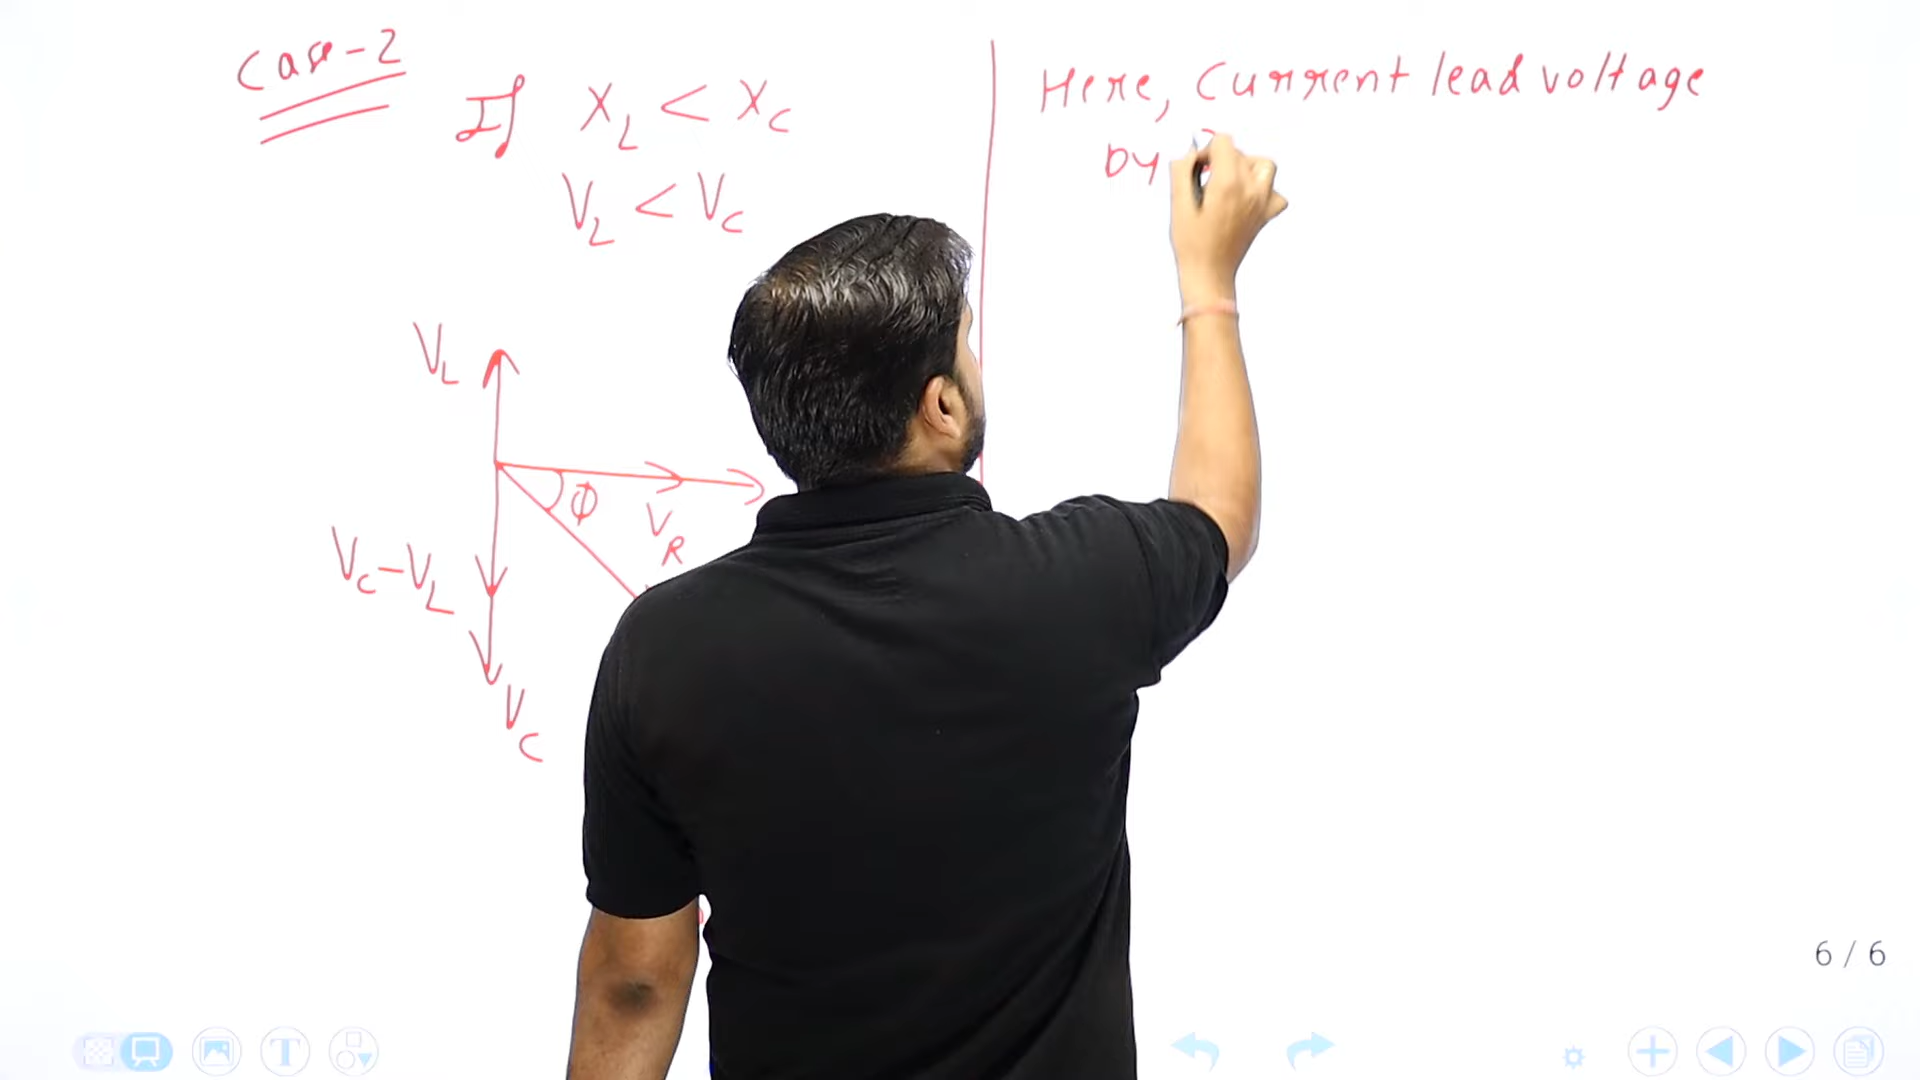 Case-2
If X_L < X_C
V_L < V_C
V_L
Φ
V_R
V_C-V_L
V_C
Here, Current lead voltage
by
6 / 6
T